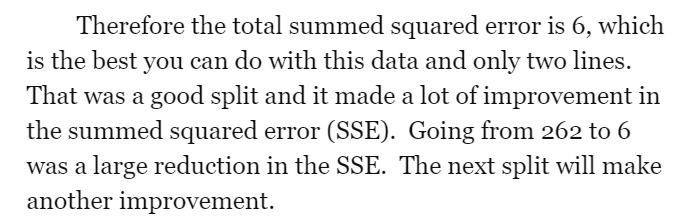 Therefore the total summed squared error is 6, which
is the best you can do with this data and only two lines.
That was a good split and it made a lot of improvement in
the summed squared error (SSE).  Going from 262 to 6
was a large reduction in the SSE.  The next split will make
another improvement.